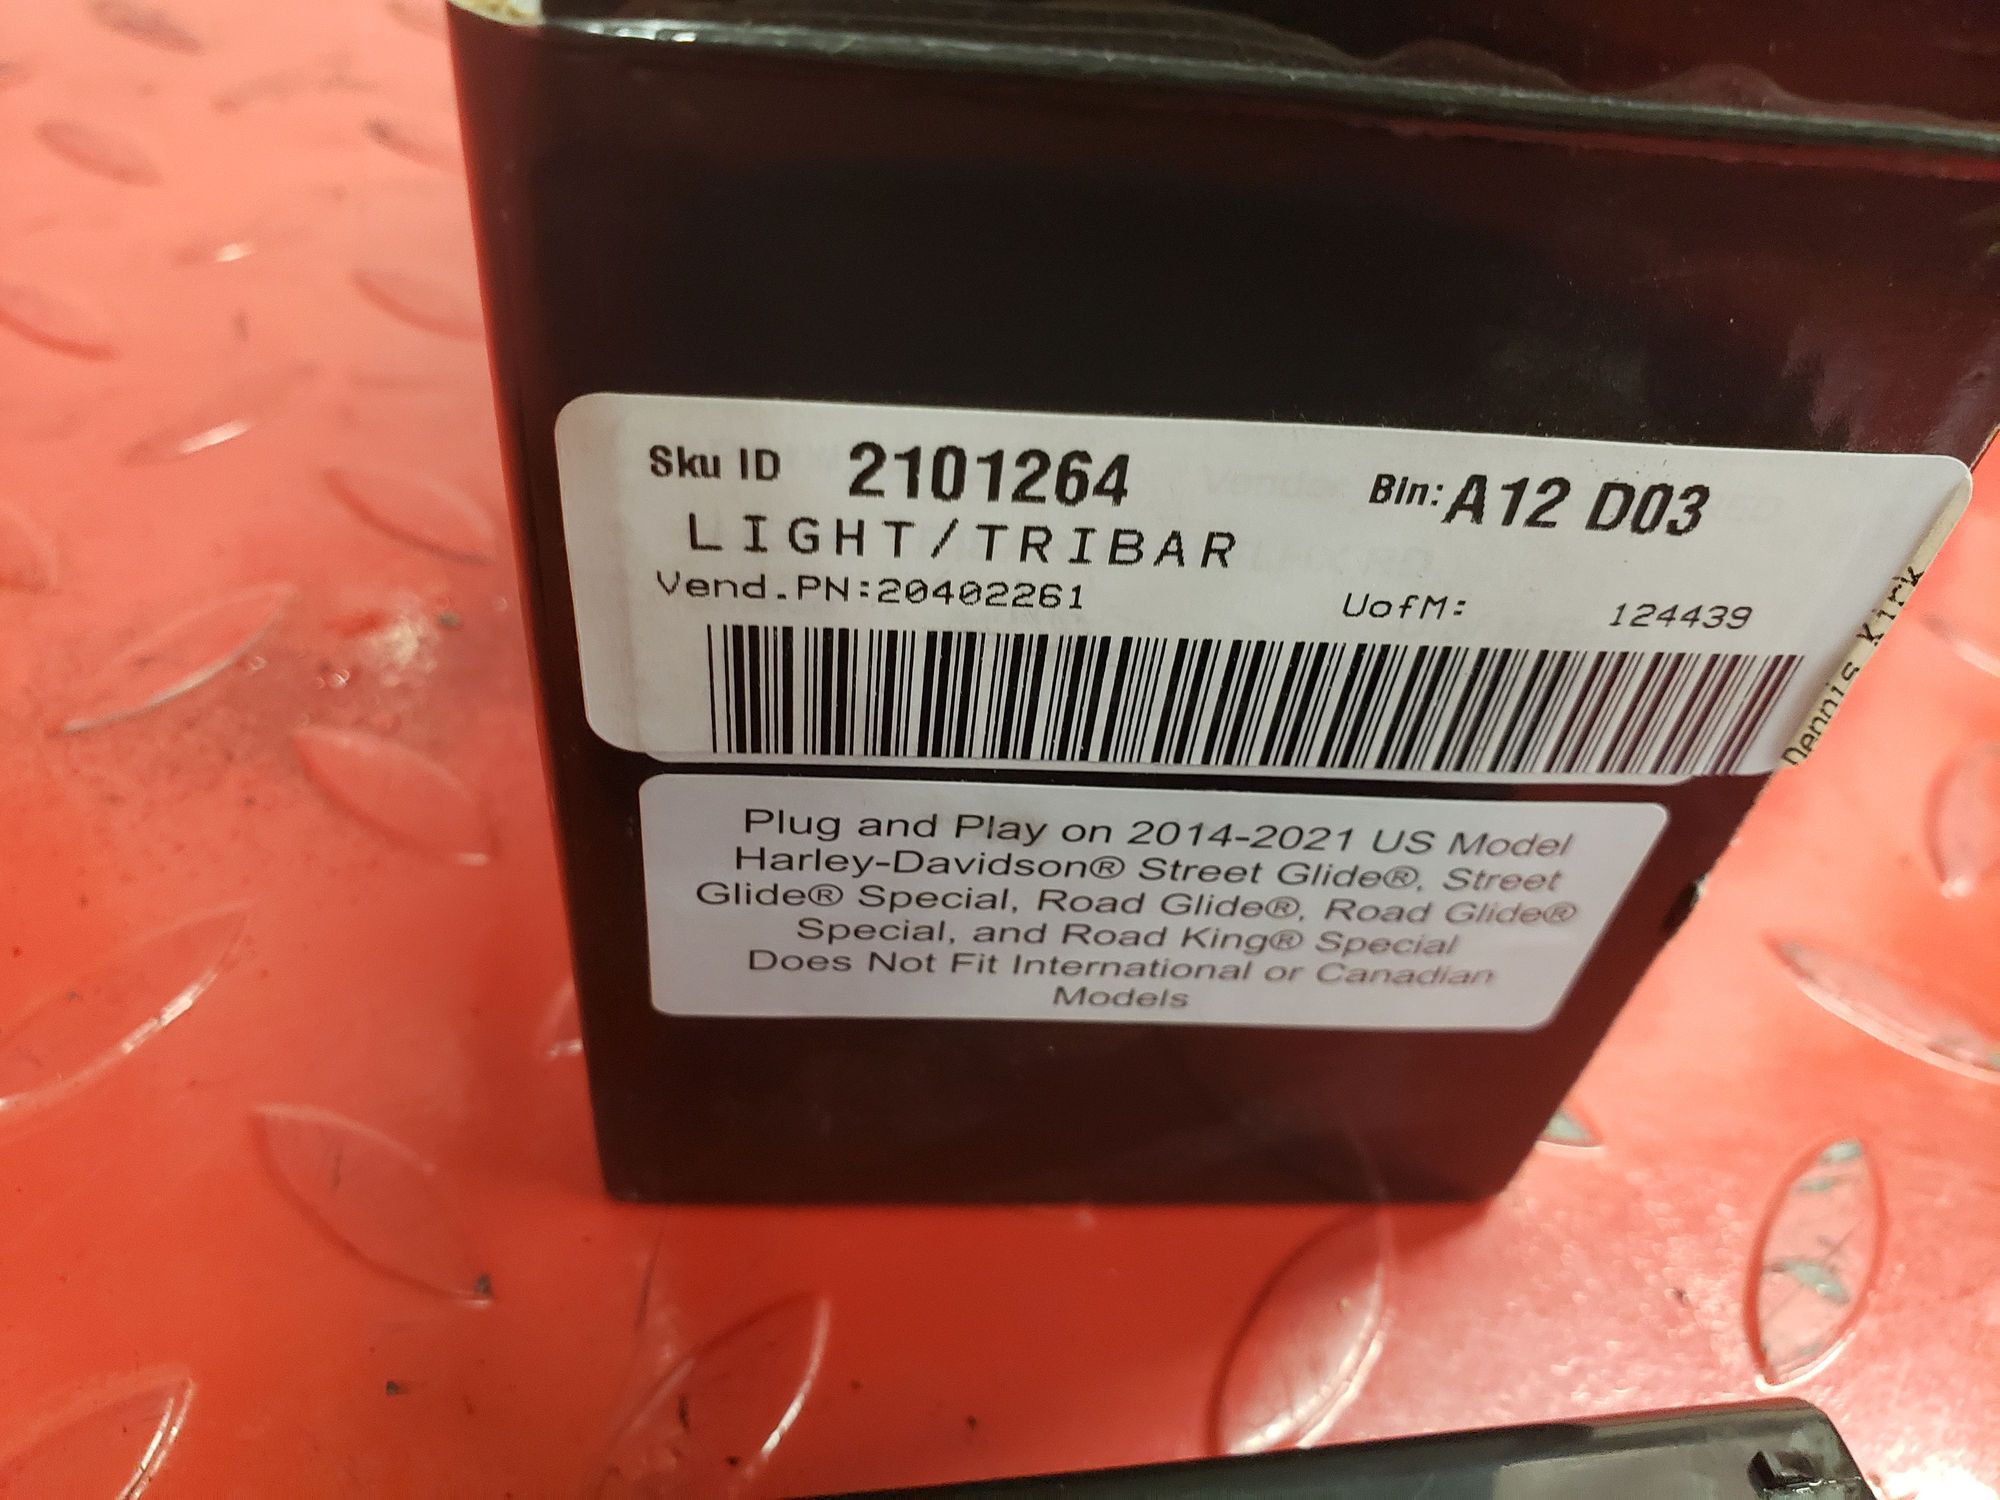 Sku ID 2101264 Bin: A12 D03
LIGHT/TRIBAR
Vend.PN:20402261 UofM: 124439
Dennis Kirk
Plug and Play on 2014-2021 US Model
Harley-Davidson® Street Glide®, Street
Glide® Special, Road Glide®, Road Glide®
Special, and Road King® Special
Does Not Fit International or Canadian
Models